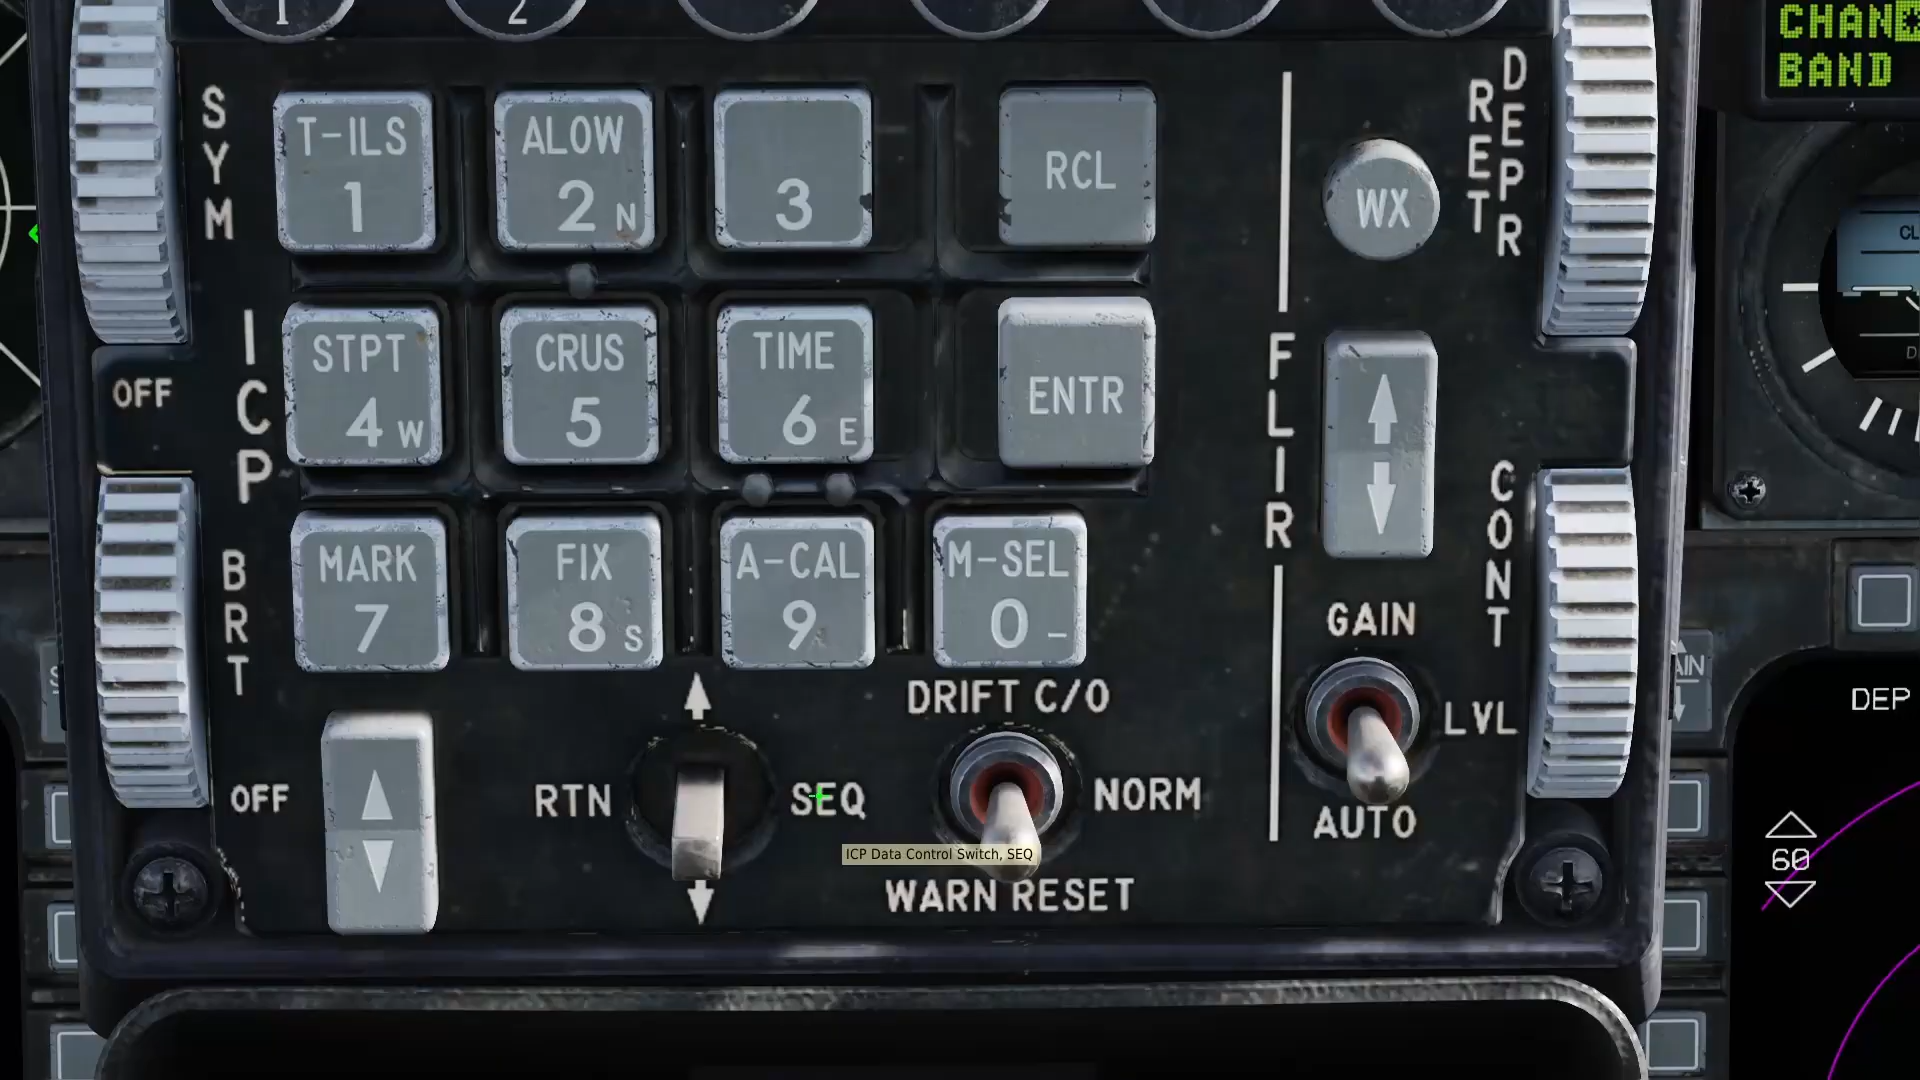 1
2
CHAN
BAND
SYM
T-ILS
1
ALOW
2 N
3
RCL
WX
RET
DEPR
ICP
STPT
4 W
CRUS
5
TIME
6 E
ENTR
FLIR
OFF
CONT
BRT
MARK
7
FIX
8 S
A-CAL
9
M-SEL
0 -
GAIN
LVL
AUTO
DRIFT C/O
NORM
WARN RESET
OFF
RTN
SEQ
ICP Data Control Switch, SEQ
DEP
60